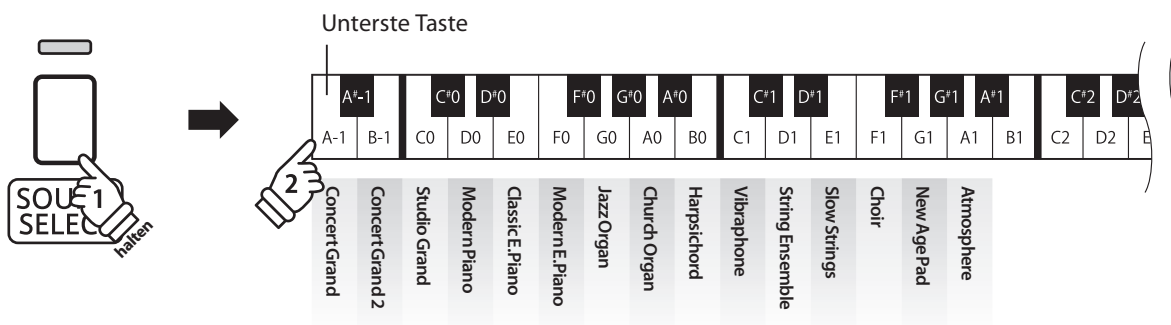 Unterste Taste
A#-1 C#0 D#0 F#0 G#0 A#0 C#1 D#1 F#1 G#1 A#1 C#2 D#2
A-1 B-1 C0 D0 E0 F0 G0 A0 B0 C1 D1 E1 F1 G1 A1 B1 C2 D2 E
1
SELEC
halten
2
Concert Grand
Concert Grand 2
Studio Grand
Modern Piano
Classic E.Piano
Modern E.Piano
Jazz Organ
Church Organ
Harpsichord
Vibraphone
String Ensemble
Slow Strings
Choir
New Age Pad
Atmosphere